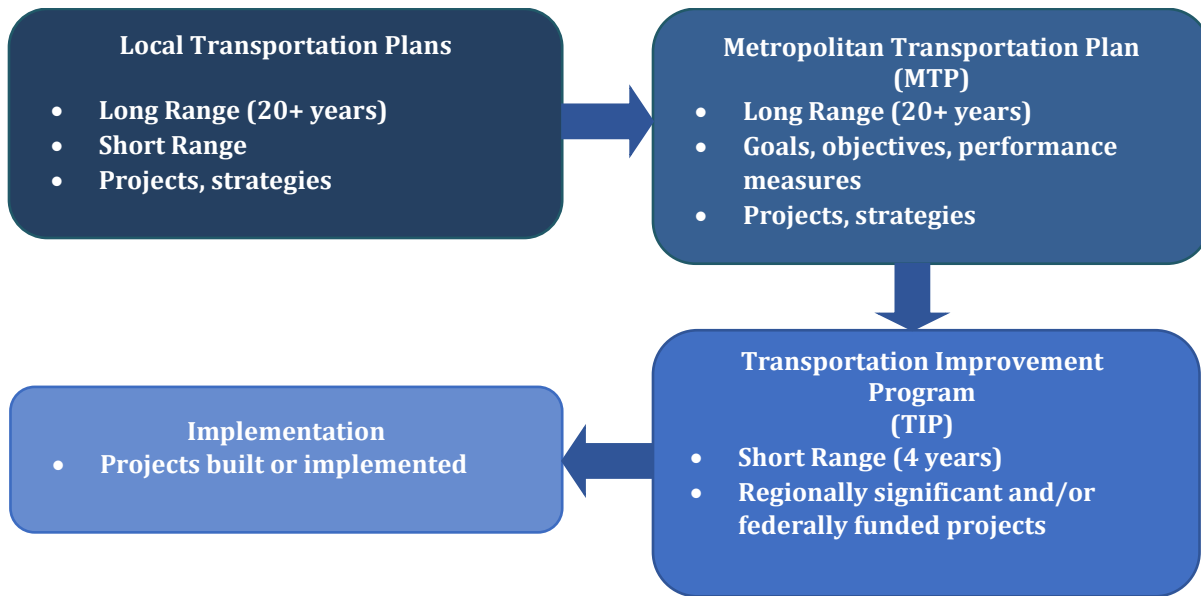 Local Transportation Plans
• Long Range (20+ years)
• Short Range
• Projects, strategies
Metropolitan Transportation Plan
(MTP)
• Long Range (20+ years)
• Goals, objectives, performance
measures
• Projects, strategies
Transportation Improvement
Program
(TIP)
• Short Range (4 years)
• Regionally significant and/or
federally funded projects
Implementation
• Projects built or implemented